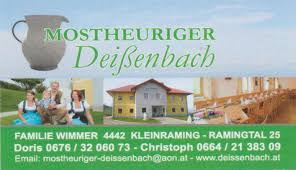 MOSTHEURIGER
Deißenbach
FAMILIE WIMMER 4442 KLEINRAMING - RAMINGTAL 25
Doris 0676 / 32 060 73 - Christoph 0664 / 21 383 09
Email: mostheuriger-deissenbach@aon.at - www.deissenbach.at